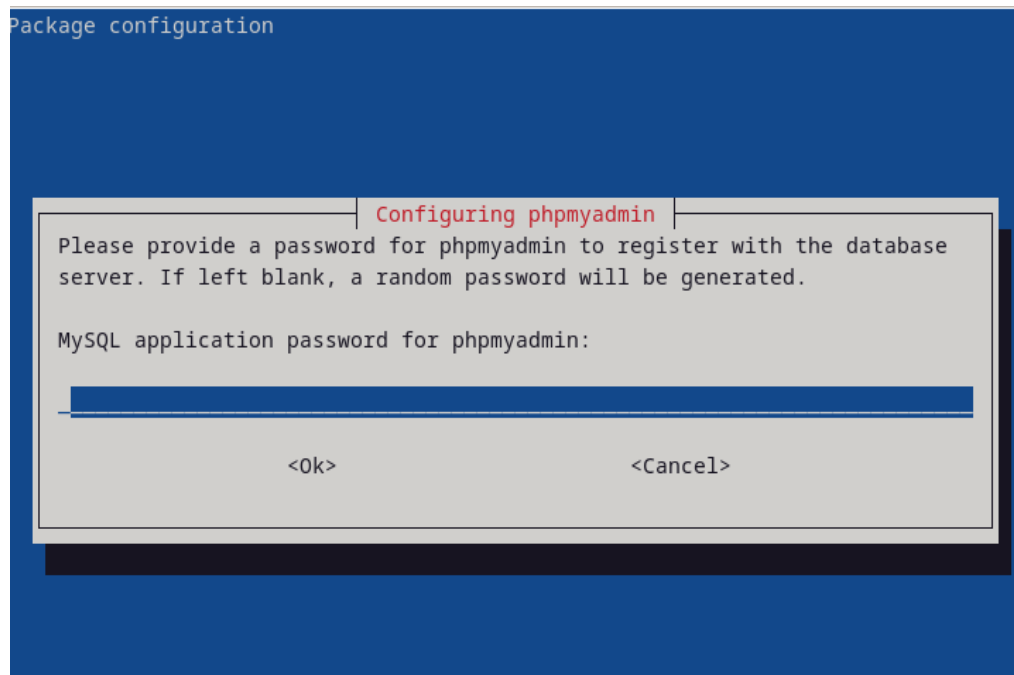 Package configuration
Configuring phpmyadmin
Please provide a password for phpmyadmin to register with the database
server. If left blank, a random password will be generated.
MySQL application password for phpmyadmin:
<Ok> <Cancel>